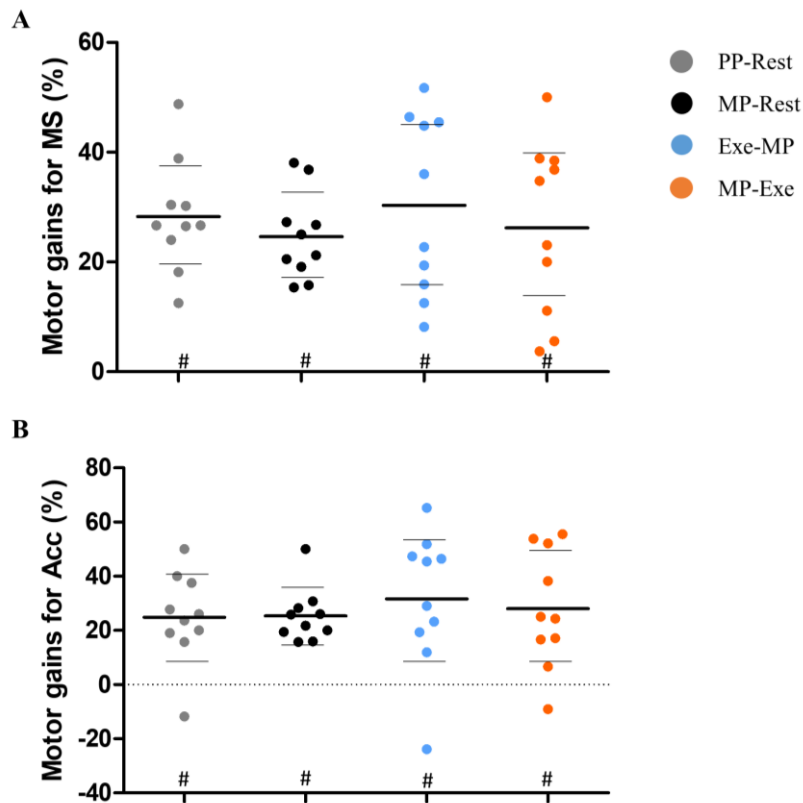 A
Motor gains for MS (%)
60
40
20
0
# # # #
PP-Rest
MP-Rest
Exe-MP
MP-Exe
B
Motor gains for Acc (%)
80
60
40
20
0
-20
-40
# # # #